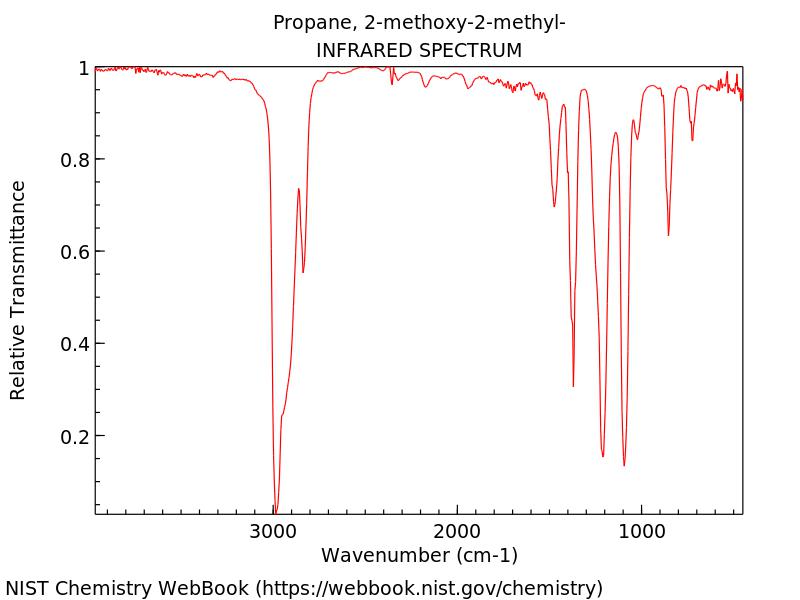 Propane, 2-methoxy-2-methyl-
INFRARED SPECTRUM
1
0.8
0.6
0.4
0.2
Relative Transmittance
3000 2000 1000
Wavenumber (cm-1)
NIST Chemistry WebBook (https://webbook.nist.gov/chemistry)